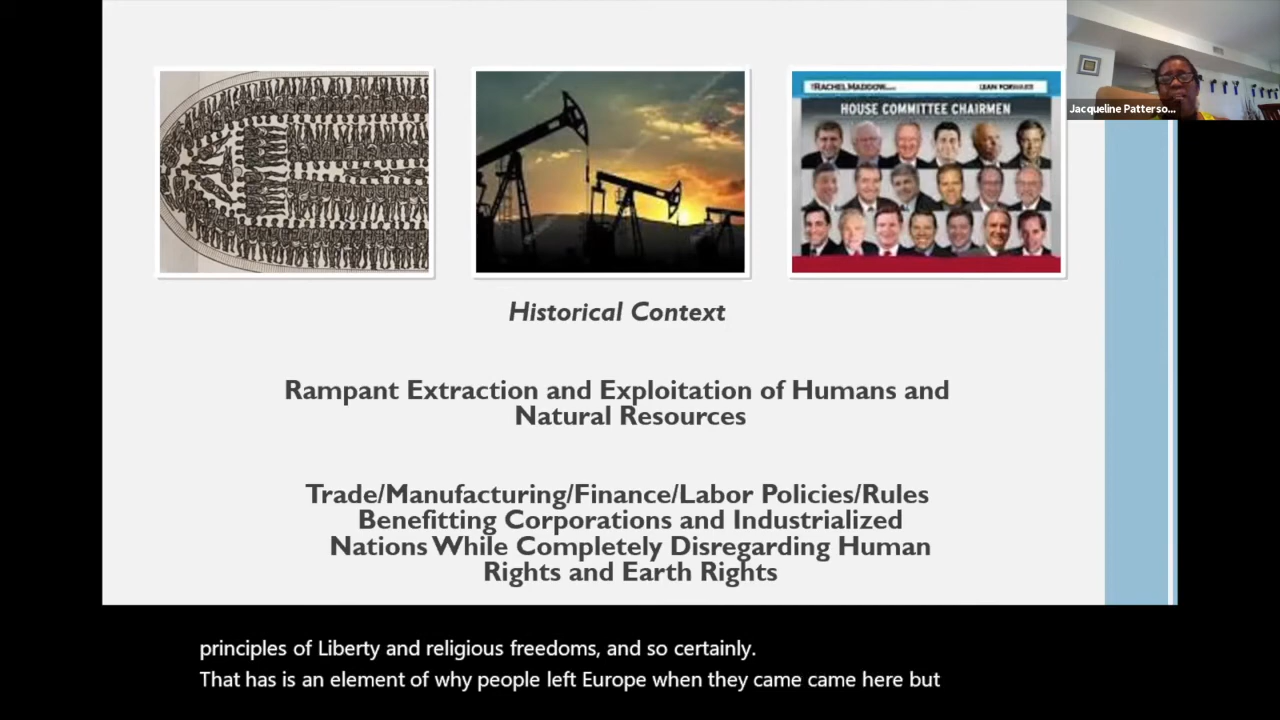 THE RACHEL MADDOW
LEAN FORWARD
HOUSE COMMITTEE CHAIRMEN
Jacqueline Patterso...
Historical Context
Rampant Extraction and Exploitation of Humans and
Natural Resources
Trade/Manufacturing/Finance/Labor Policies/Rules
Benefitting Corporations and Industrialized
Nations While Completely Disregarding Human
Rights and Earth Rights
principles of Liberty and religious freedoms, and so certainly.
That has is an element of why people left Europe when they came came here but